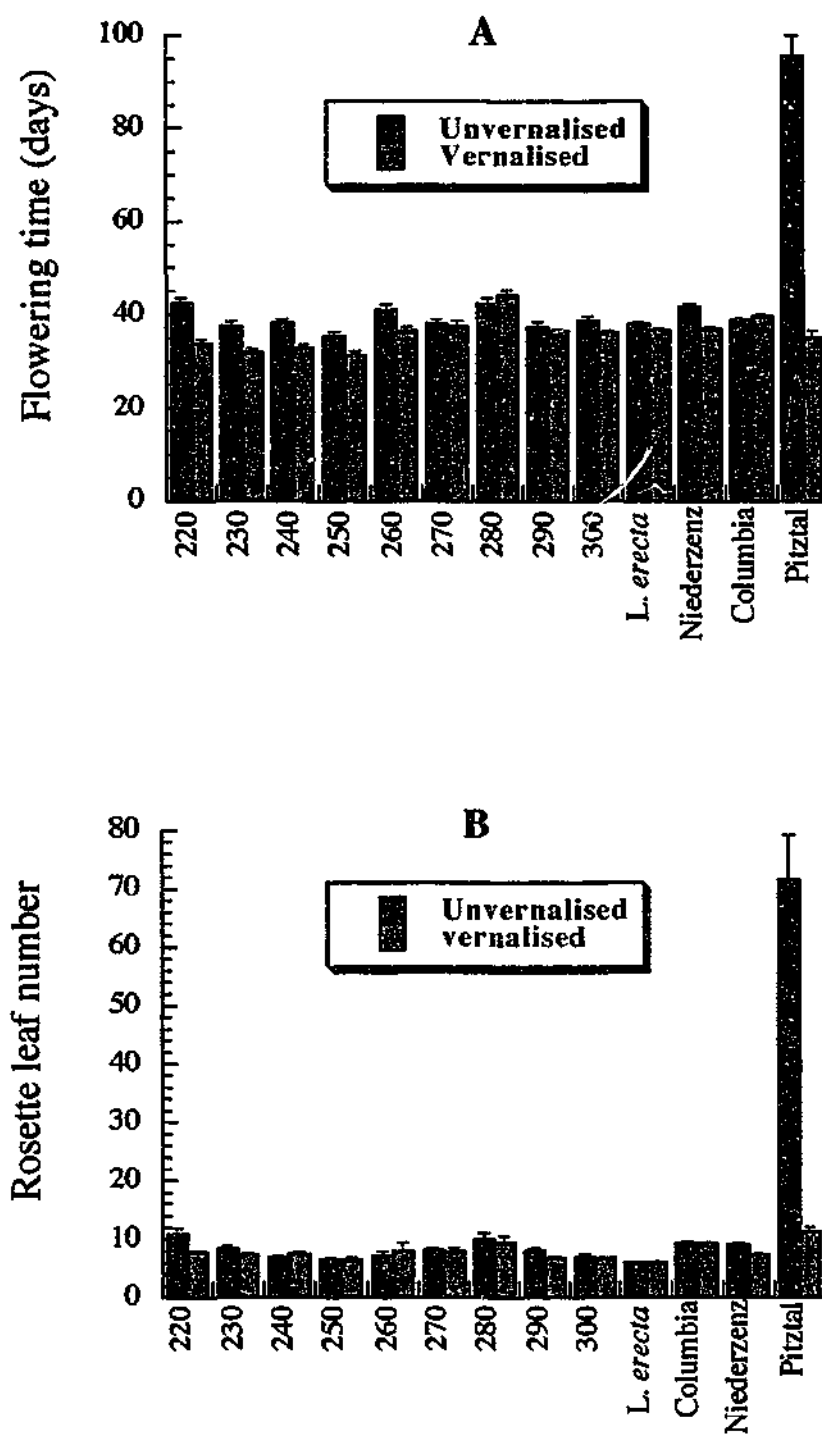 A
Flowering time (days)
100
80
60
40
20
0
Unvernalised
Vernalised
220
230
240
250
260
270
280
290
300
L. erecta
Niederzenz
Columbia
Pitztal
B
Rosette leaf number
80
70
60
50
40
30
20
10
0
Unvernalised
vernalised
220
230
240
250
260
270
280
290
300
L. erecta
Columbia
Niederzenz
Pitztal